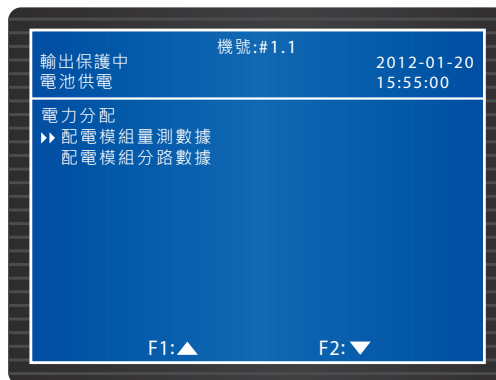 機號:#1.1
輸出保護中 2012-01-20
電池供電 15:55:00
電力分配
配電模組量測數據
配電模組分路數據
F1:▲ F2:▼